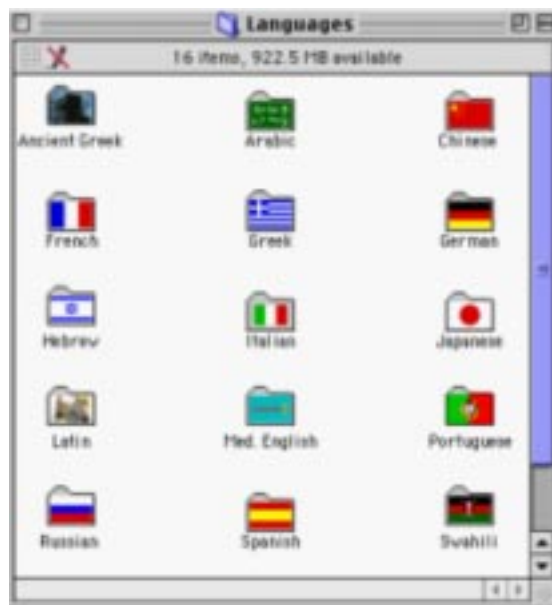 Languages
16 items, 922.5 MB available
Ancient Greek
Arabic
Chinese
French
Greek
German
Hebrew
Italian
Japanese
Latin
Med. English
Portuguese
Russian
Spanish
Swahili